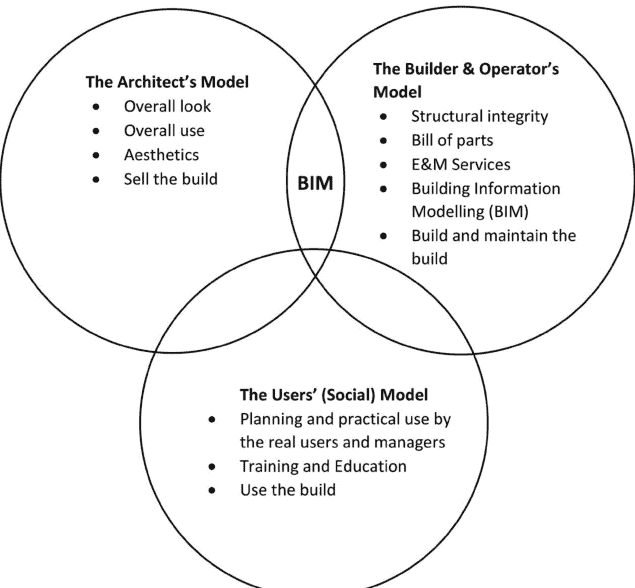 The Architect's Model
• Overall look
• Overall use
• Aesthetics
• Sell the build
BIM
The Builder & Operator's
Model
• Structural integrity
• Bill of parts
• E&M Services
• Building Information
Modelling (BIM)
• Build and maintain the
build
The Users' (Social) Model
• Planning and practical use by
the real users and managers
• Training and Education
• Use the build